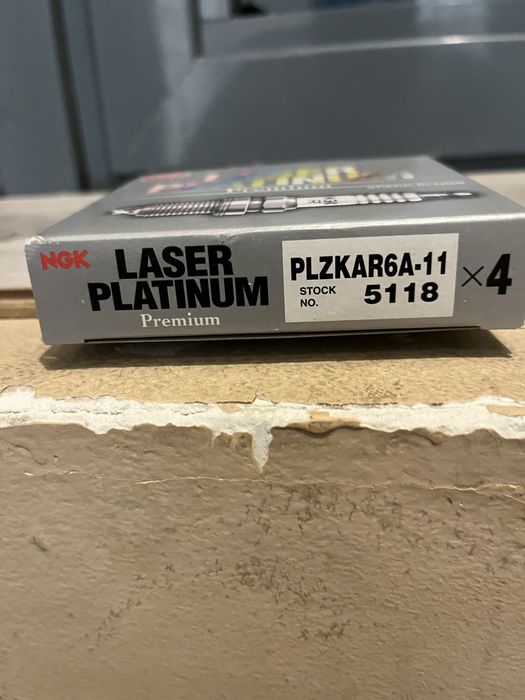 NGK
LASER
PLATINUM
Premium
PLZKAR6A-11
STOCK
NO.
5118
×4